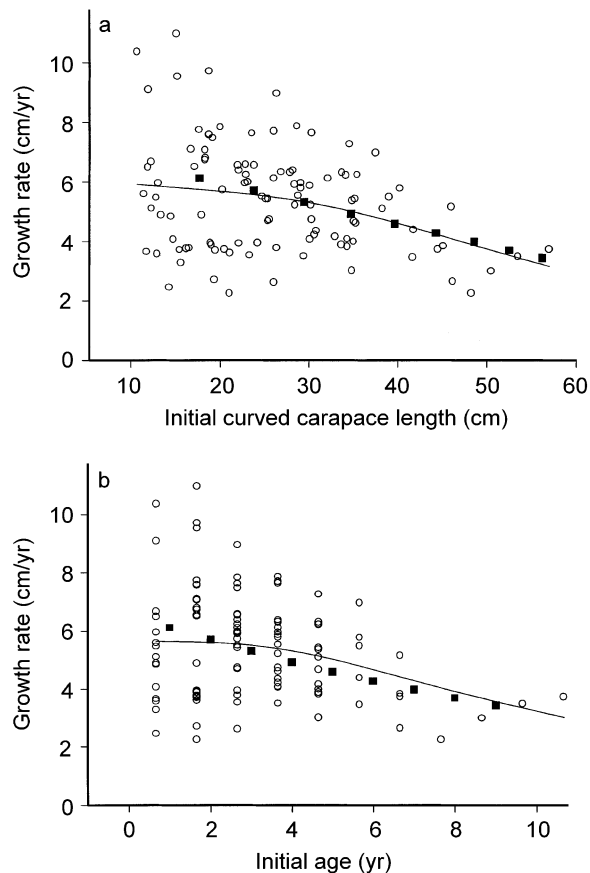 a
10
8
6
4
2
0
Growth rate (cm/yr)
10 20 30 40 50 60
Initial curved carapace length (cm)
b
10
8
6
4
2
0
Growth rate (cm/yr)
0 2 4 6 8 10
Initial age (yr)